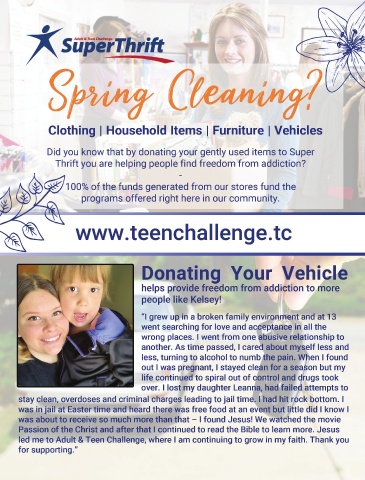 Adult & Teen Challenge
SuperThrift
Spring Cleaning?
Clothing | Household Items | Furniture | Vehicles
Did you know that by donating your gently used items to Super
Thrift you are helping people find freedom from addiction?
-
100% of the funds generated from our stores fund the
programs offered right here in our community.
www.teenchallenge.tc
Donating Your Vehicle
helps provide freedom from addiction to more
people like Kelsey!
"I grew up in a broken family environment and at 13
went searching for love and acceptance in all the
wrong places. I went from one abusive relationship to
another. As time passed, I cared about myself less and
less, turning to alcohol to numb the pain. When I found
out I was pregnant, I stayed clean for a season but my
life continued to spiral out of control and drugs took
over. I lost my daughter Leanna, had failed attempts to
stay clean, overdoses and criminal charges leading to jail time. I had hit rock bottom. I
was in jail at Easter time and heard there was free food at an event but little did I know I
was about to receive so much more than that – I found Jesus! We watched the movie
Passion of the Christ and after that I continued to read the Bible to learn more. Jesus
led me to Adult & Teen Challenge, where I am continuing to grow in my faith. Thank you
for supporting."